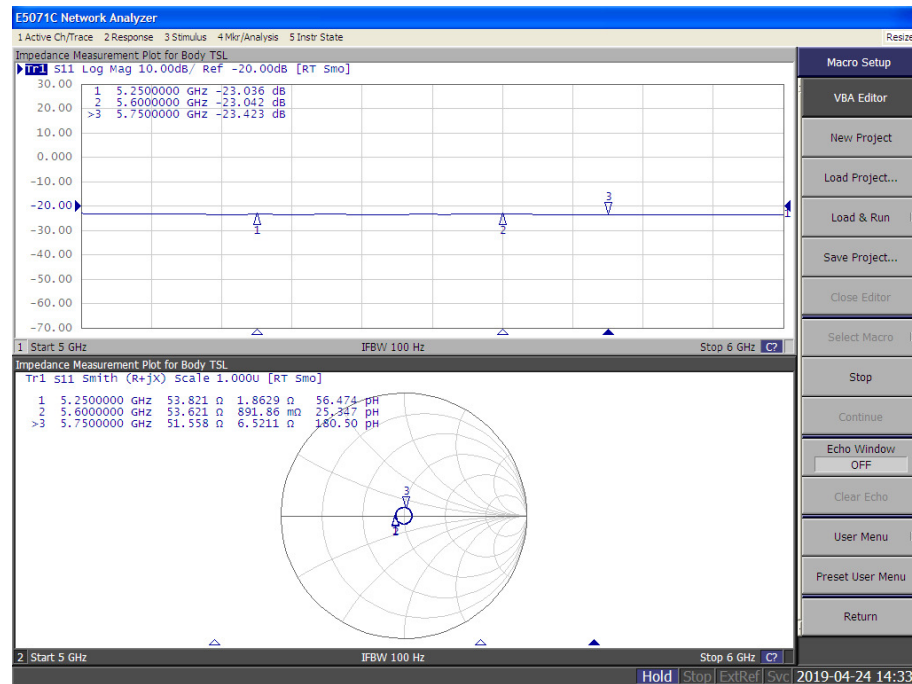 E5071C Network Analyzer
1 Active Ch/Trace 2 Response 3 Stimulus 4 Mkr/Analysis 5 Instr State
Resize
Impedance Measurement Plot for Body TSL
Tr1 S11 Log Mag 10.00dB/ Ref -20.00dB [RT Smo]
1 5.2500000 GHz -23.036 dB
2 5.6000000 GHz -23.042 dB
>3 5.7500000 GHz -23.423 dB
30.00
20.00
10.00
0.000
-10.00
-20.00
-30.00
-40.00
-50.00
-60.00
-70.00
1
2
3
1
1 Start 5 GHz IFBW 100 Hz Stop 6 GHz C?
Impedance Measurement Plot for Body TSL
Tr1 S11 Smith (R+jX) Scale 1.000U [RT Smo]
1 5.2500000 GHz 53.821 Ω 1.8629 Ω 56.474 pH
2 5.6000000 GHz 53.621 Ω 891.86 mΩ 25.347 pH
>3 5.7500000 GHz 51.558 Ω 6.5211 Ω 180.50 pH
3
2 Start 5 GHz IFBW 100 Hz Stop 6 GHz C?
Macro Setup
VBA Editor
New Project
Load Project...
Load & Run
Save Project...
Close Editor
Select Macro
Stop
Continue
Echo Window
OFF
Clear Echo
User Menu
Preset User Menu
Return
Hold Stop ExtRef Svc 2019-04-24 14:33